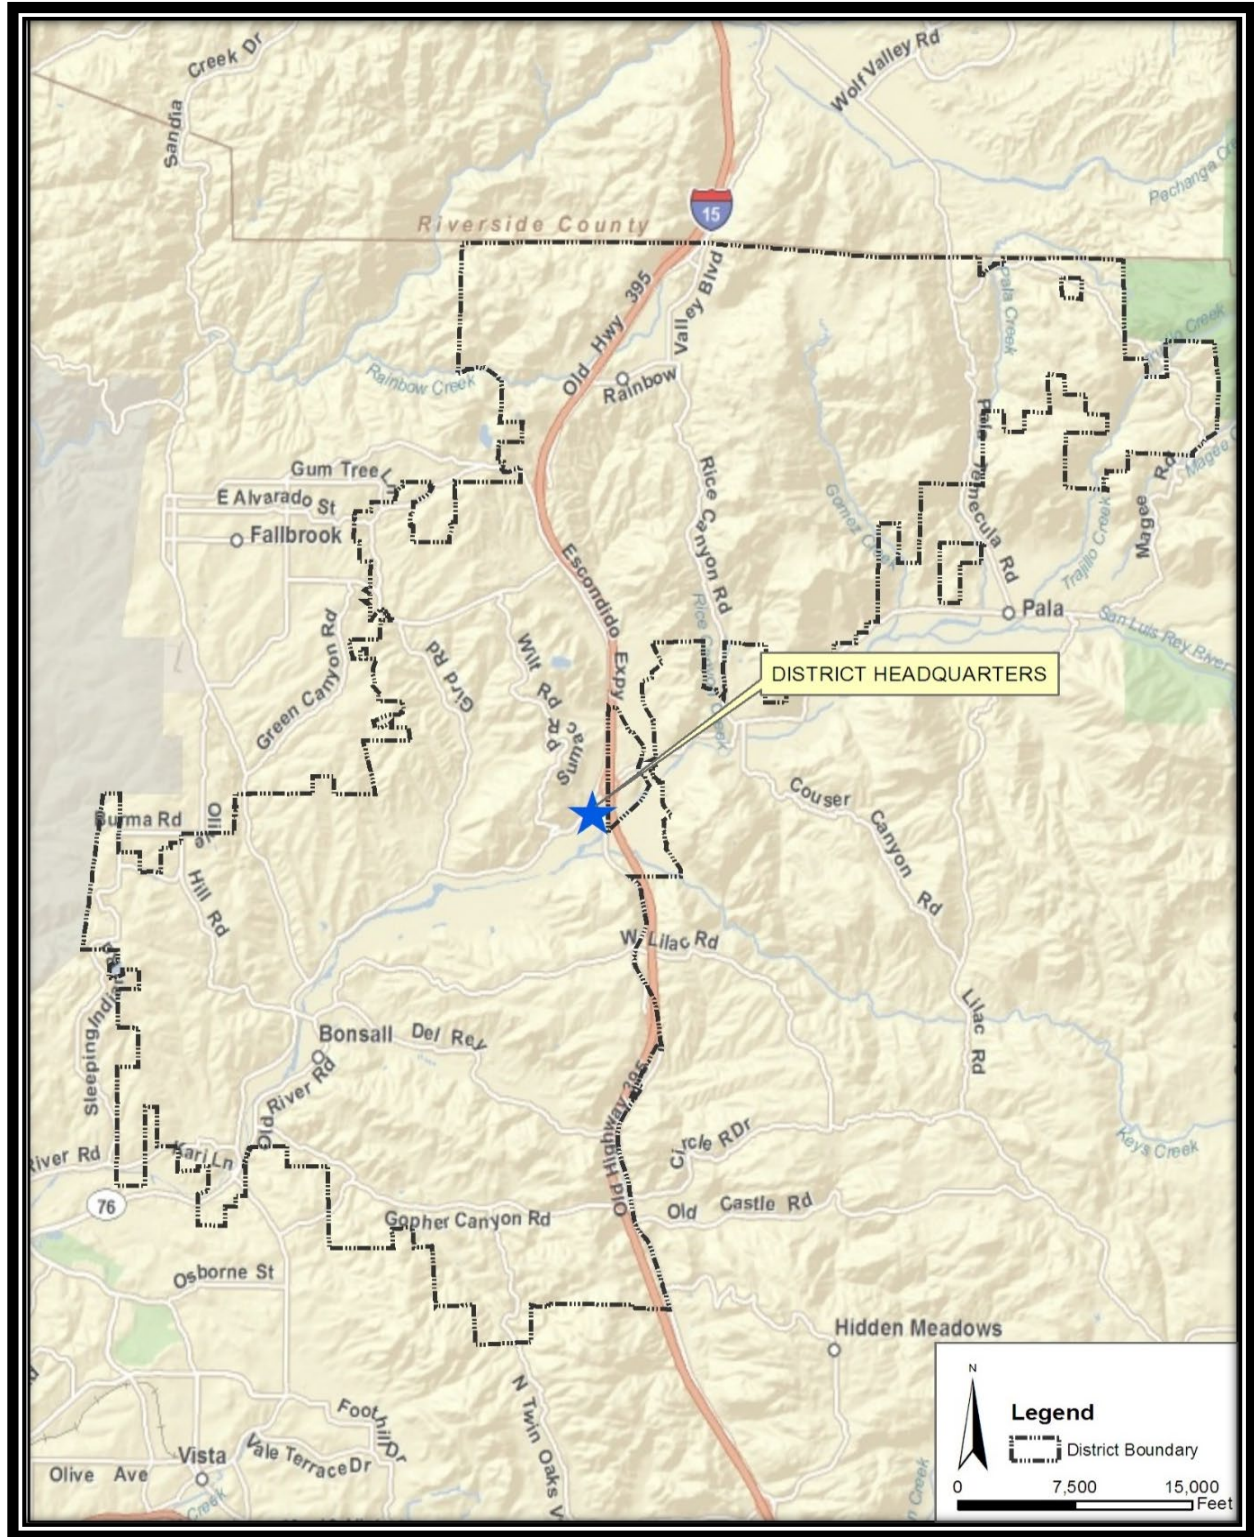 Creek Dr
Wolf Valley Rd
Sandia
Pechanga
15
Riverside County
Old Hwy 395
Valley Blvd
Pala Creek
Rainbow Creek
Rainbow
Gum Tree Ln
E Alvarado St
Fallbrook
Rice Canyon Rd
Gomez Creek
Pala Temecula Rd
Trujillo Creek
Magee Rd
Magee
Escondido Expy
Pala
San Luis Rey River
Green Canyon Rd
Gird Rd
Wilt Rd
Sumac Rd
DISTRICT HEADQUARTERS
Couser Canyon Rd
Burma Rd
Olive
Hill Rd
W Lilac Rd
Sleeping Indian
Bonsall
Del Rey
Lilac Rd
Old River Rd
Old Highway 395
Circle R Dr
Keys Creek
River Rd
Kari Ln
76
Gopher Canyon Rd
Old Castle Rd
Osborne St
Hidden Meadows
N Twin Oaks V
Foothill Dr
Vista
Vale Terrace Dr
Olive Ave
Creek
n Creek
N
Legend
District Boundary
0 7,500 15,000
Feet